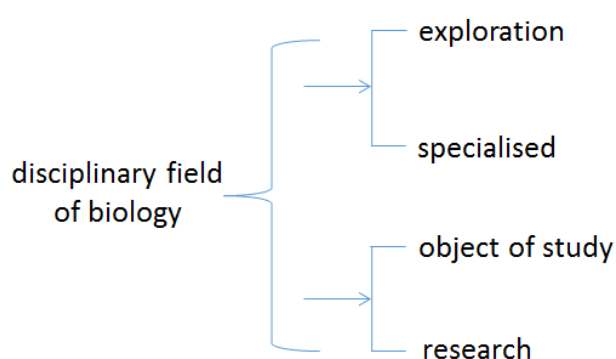 exploration
specialised
disciplinary field
of biology
object of study
research